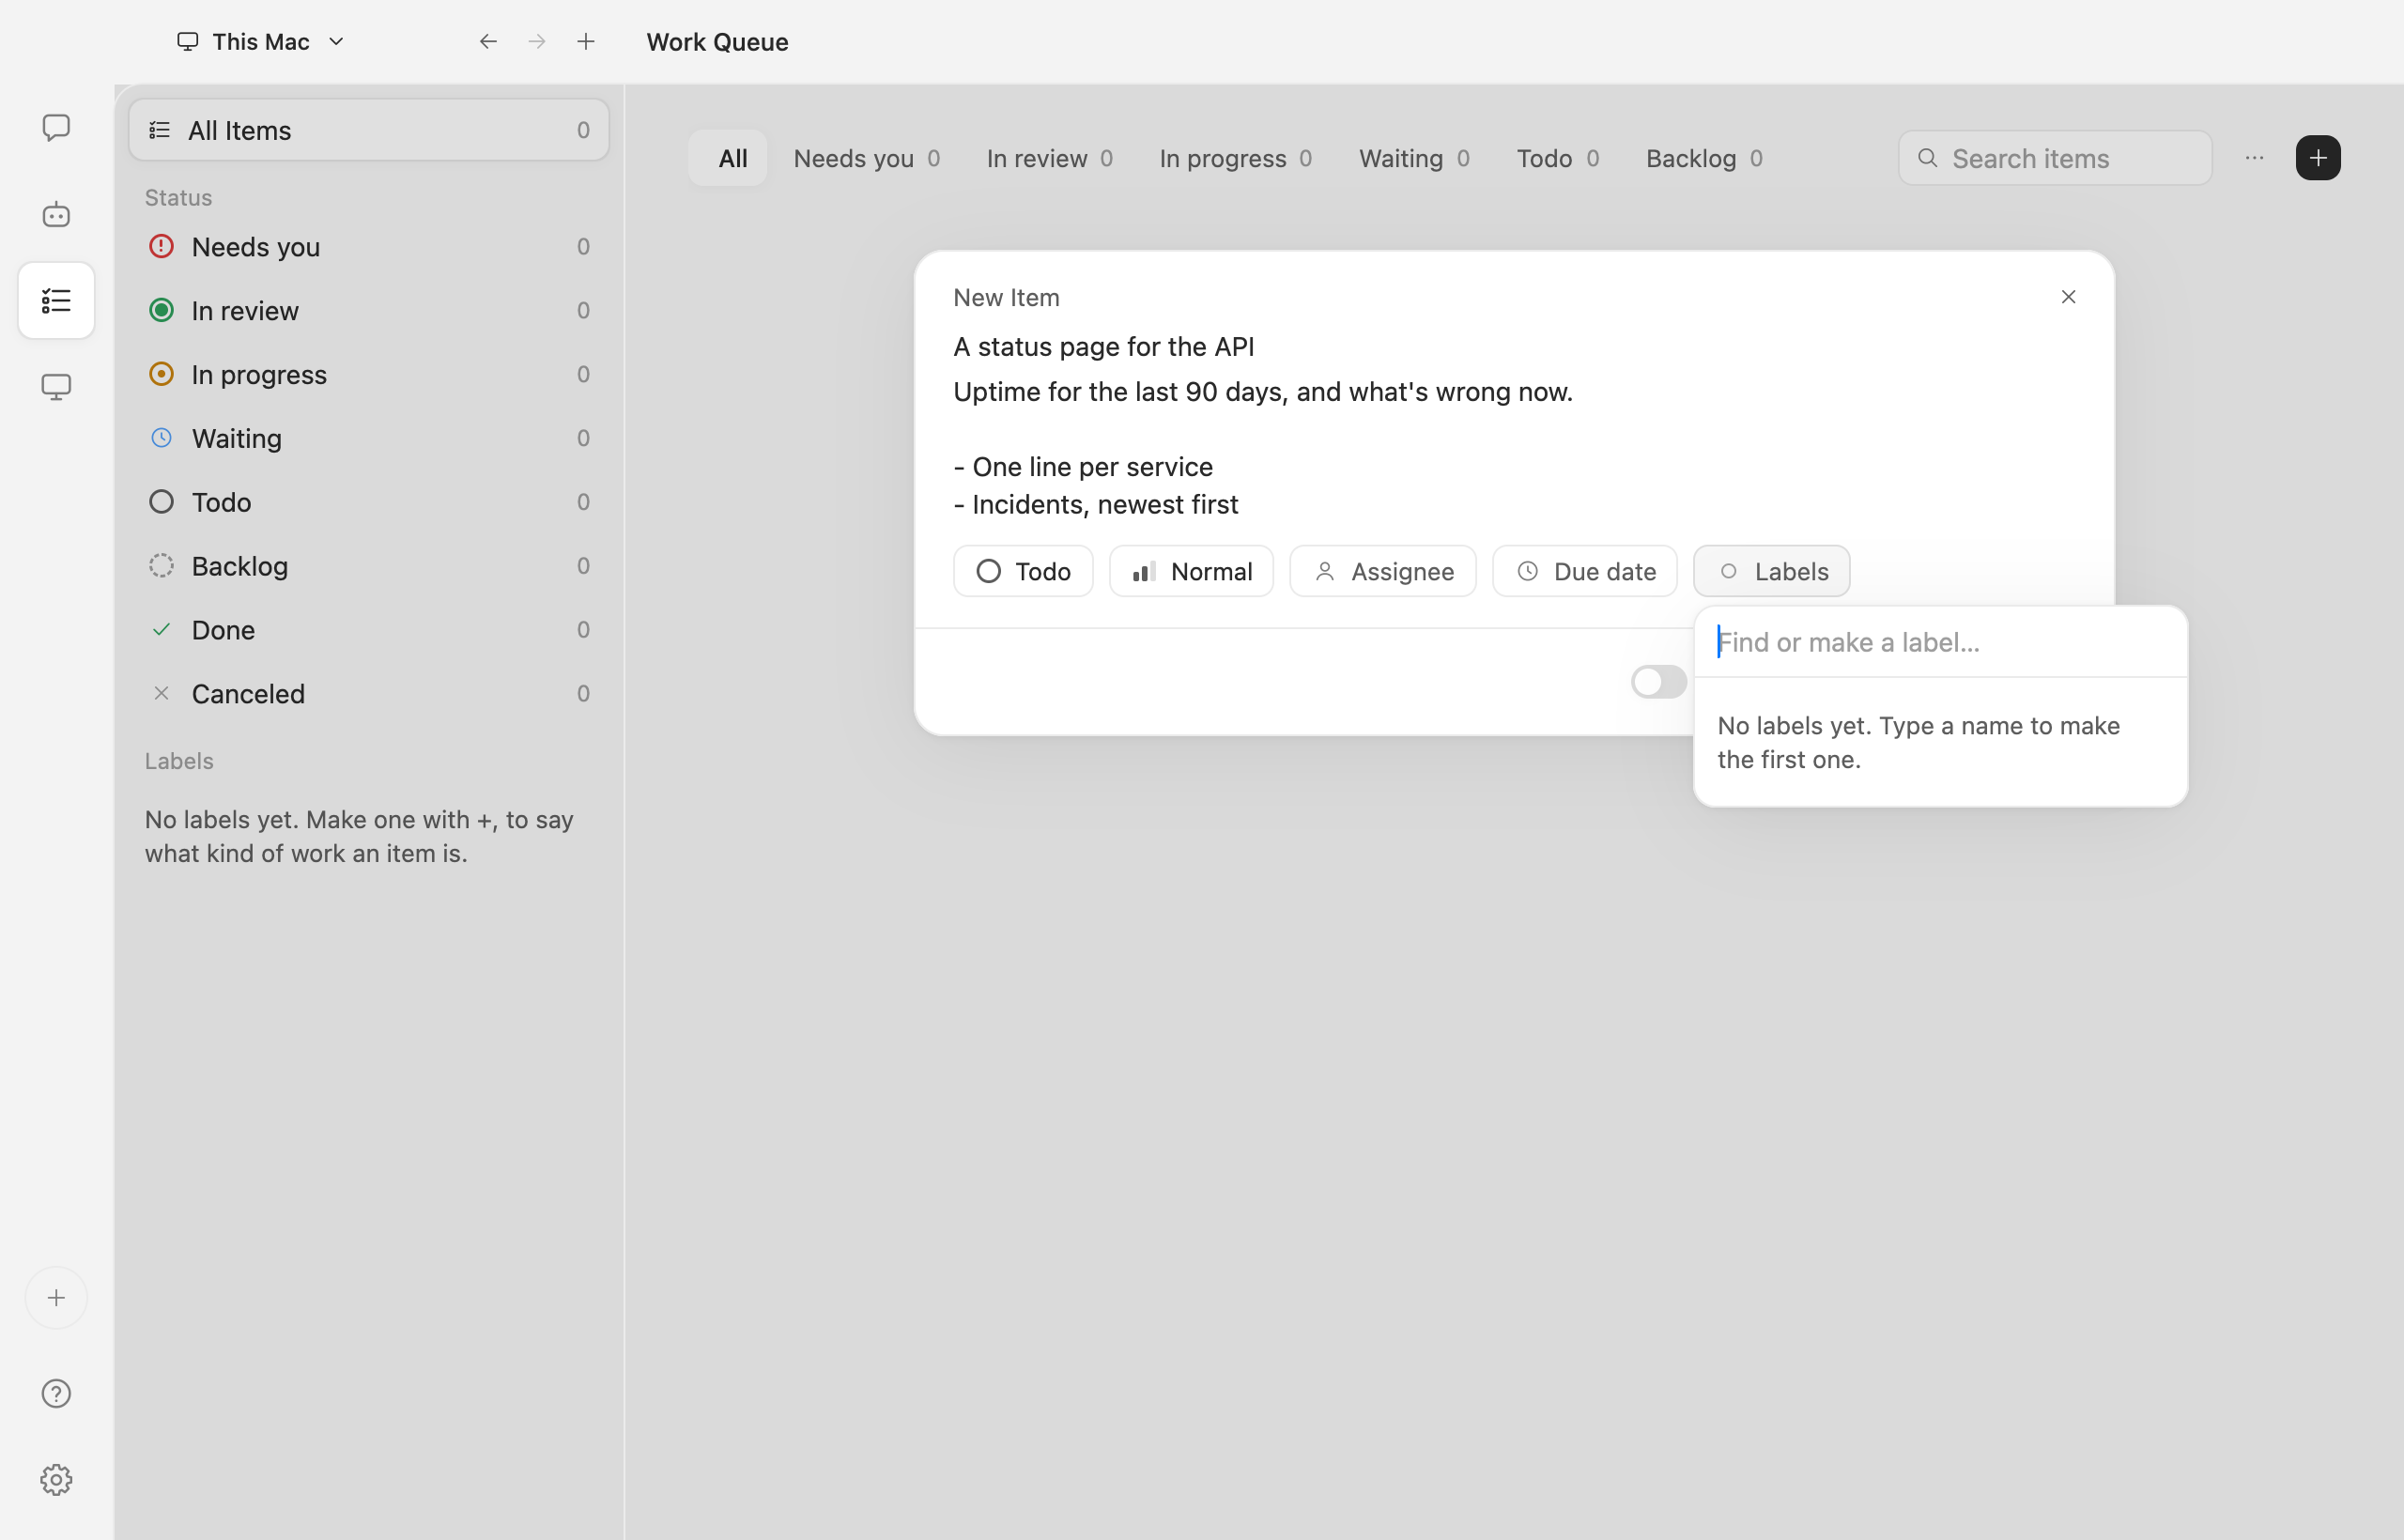 This Mac
Work Queue
All Items 0
Status
Needs you 0
In review 0
In progress 0
Waiting 0
Todo 0
Backlog 0
Done 0
Canceled 0
Labels
No labels yet. Make one with +, to say
what kind of work an item is.
All Needs you 0 In review 0 In progress 0 Waiting 0 Todo 0 Backlog 0 Search items
New Item
A status page for the API
Uptime for the last 90 days, and what's wrong now.
- One line per service
- Incidents, newest first
Todo Normal Assignee Due date Labels
Find or make a label...
No labels yet. Type a name to make
the first one.